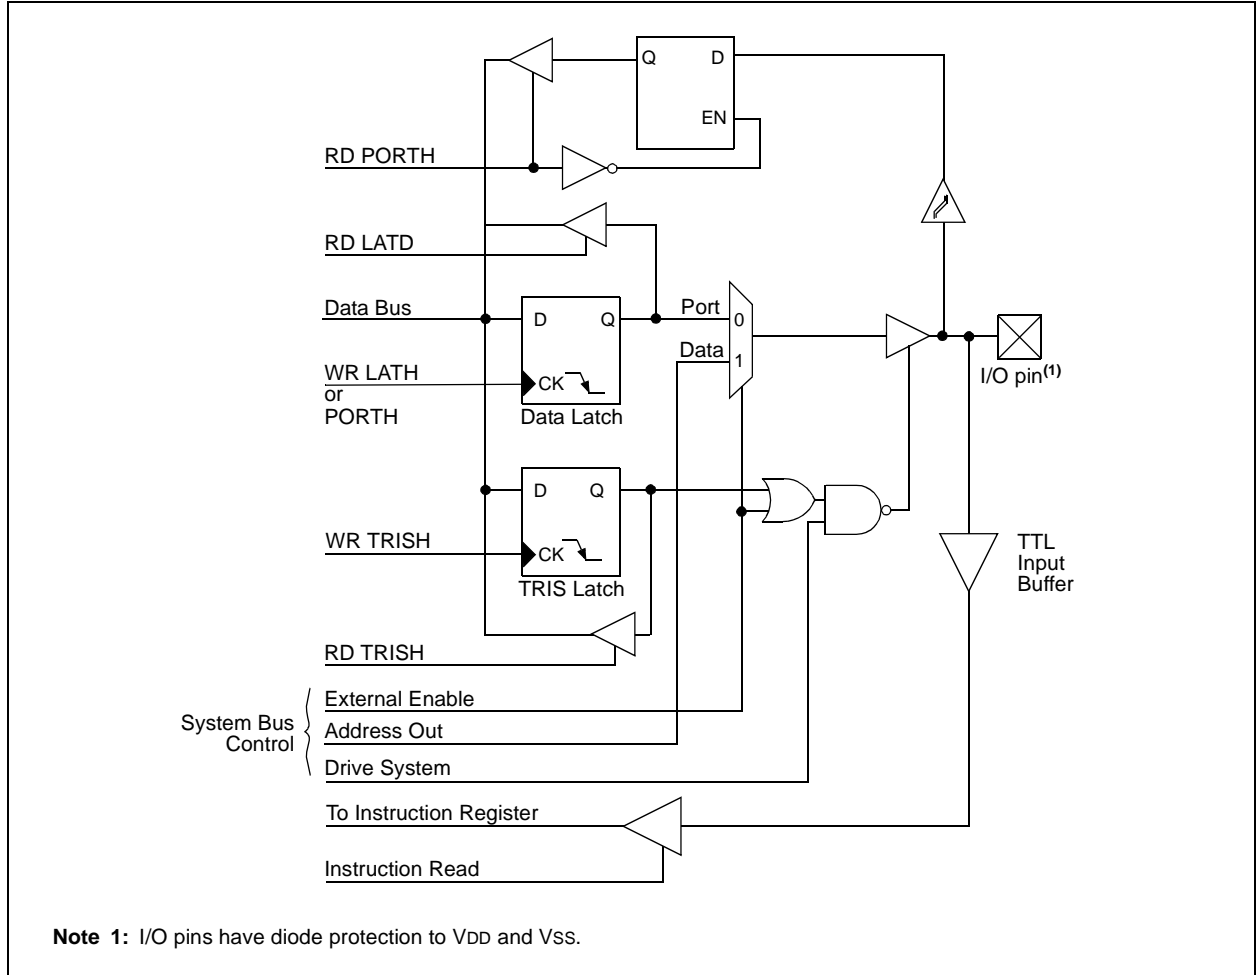 Q D
EN
RD PORTH
RD LATD
Data Bus
D Q
Port
0
Data
1
WR LATH
or
PORTH
CK
Data Latch
I/O pin(1)
D Q
WR TRISH
CK
TRIS Latch
TTL
Input
Buffer
RD TRISH
System Bus
Control
External Enable
Address Out
Drive System
To Instruction Register
Instruction Read
Note 1: I/O pins have diode protection to VDD and VSS.